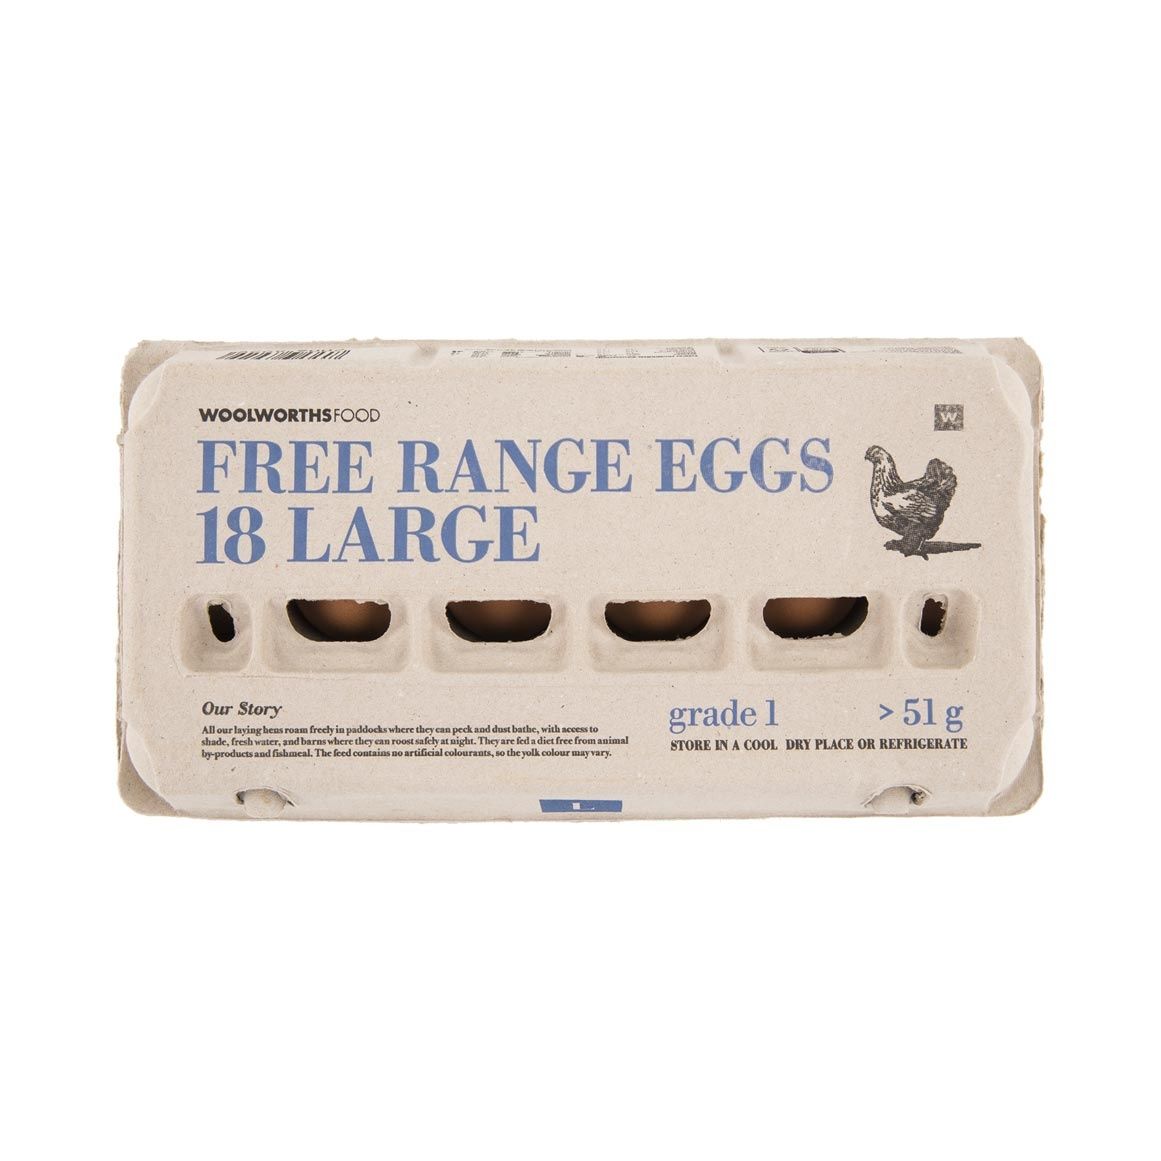 WOOLWORTHSFOOD
W
FREE RANGE EGGS
18 LARGE
Our Story
All our laying hens roam freely in paddocks where they can peck and dust bathe, with access to
shade, fresh water, and barns where they can roost safely at night. They are fed a diet free from animal
by-products and fishmeal. The feed contains no artificial colourants, so the yolk colour may vary.
grade 1 > 51 g
STORE IN A COOL DRY PLACE OR REFRIGERATE
L